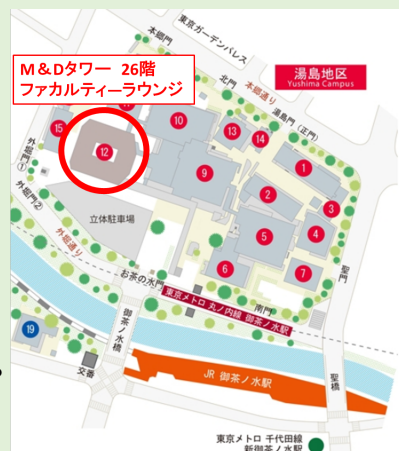 東京ガーデンパレス
本郷門
M＆Dタワー 26階
ファカルティーラウンジ
湯島地区
Yushima Campus
北門
本郷通り
湯島門（正門）
10
13
14
15
12
9
1
2
3
4
5
6
7
外堀門①
立体駐車場
外堀門②
外堀通り
お茶の水門
東京メトロ 丸ノ内線 御茶ノ水駅
南門
聖門
19
御茶ノ水橋
交番
JR 御茶ノ水駅
聖橋
東京メトロ 千代田線
新御茶ノ水駅